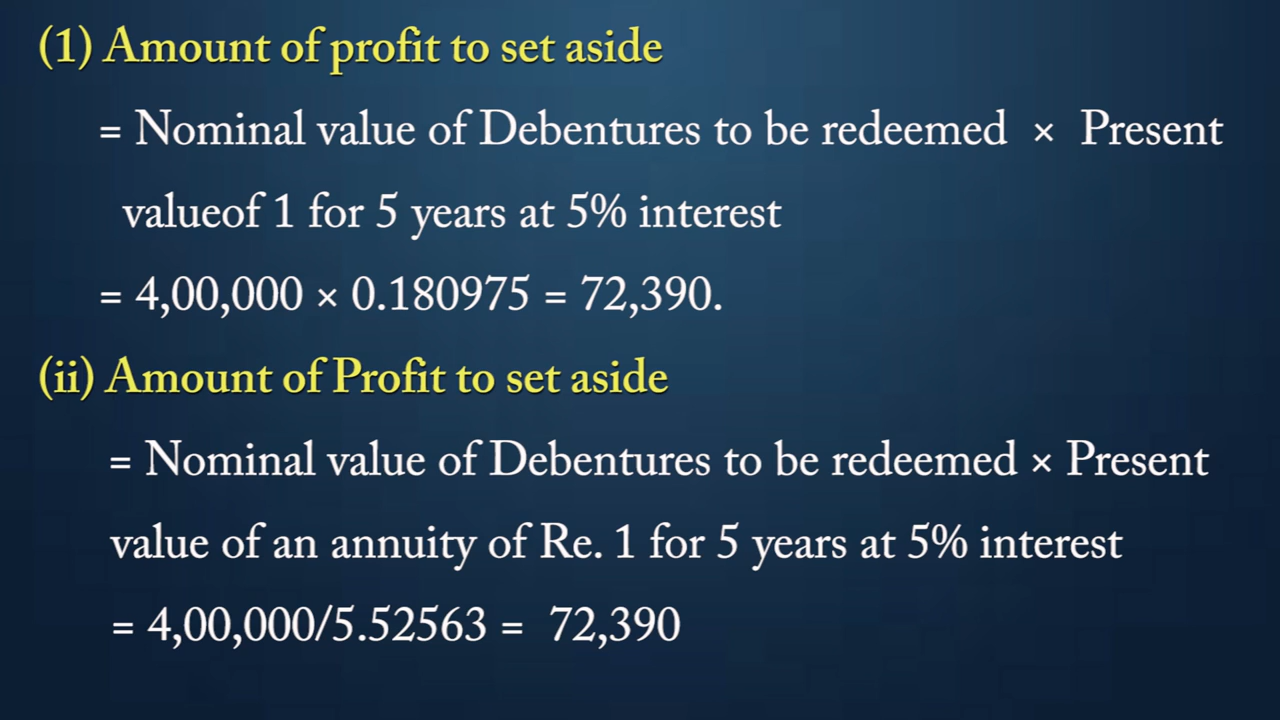 (1) Amount of profit to set aside
= Nominal value of Debentures to be redeemed × Present
valueof 1 for 5 years at 5% interest
= 4,00,000 × 0.180975 = 72,390.
(ii) Amount of Profit to set aside
= Nominal value of Debentures to be redeemed × Present
value of an annuity of Re. 1 for 5 years at 5% interest
= 4,00,000/5.52563 = 72,390